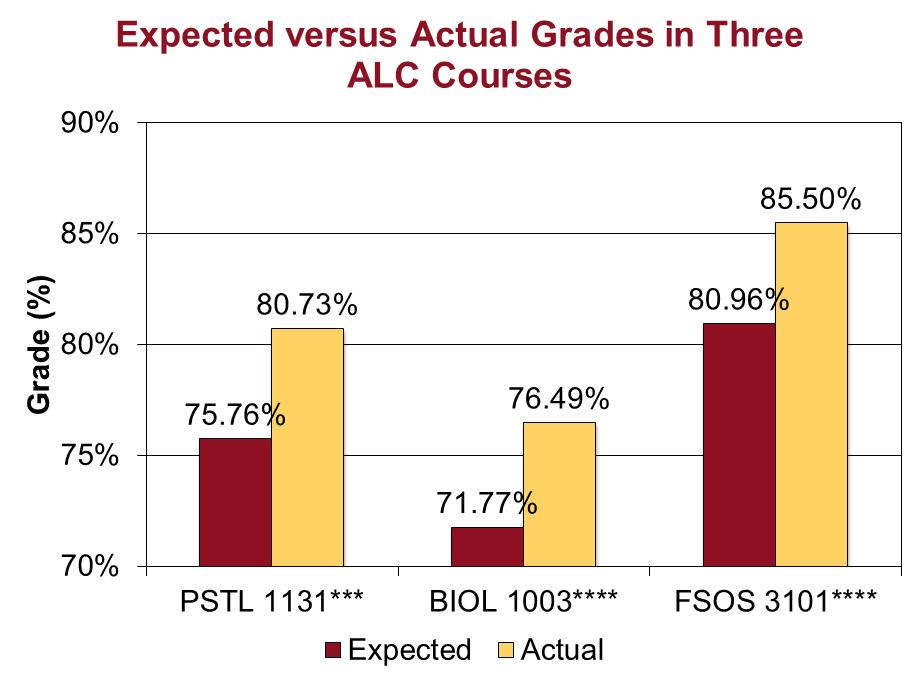 Expected versus Actual Grades in Three
ALC Courses
Grade (%)
90%
85%
80%
75%
70%
75.76%
80.73%
71.77%
76.49%
80.96%
85.50%
PSTL 1131***
BIOL 1003****
FSOS 3101****
Expected
Actual